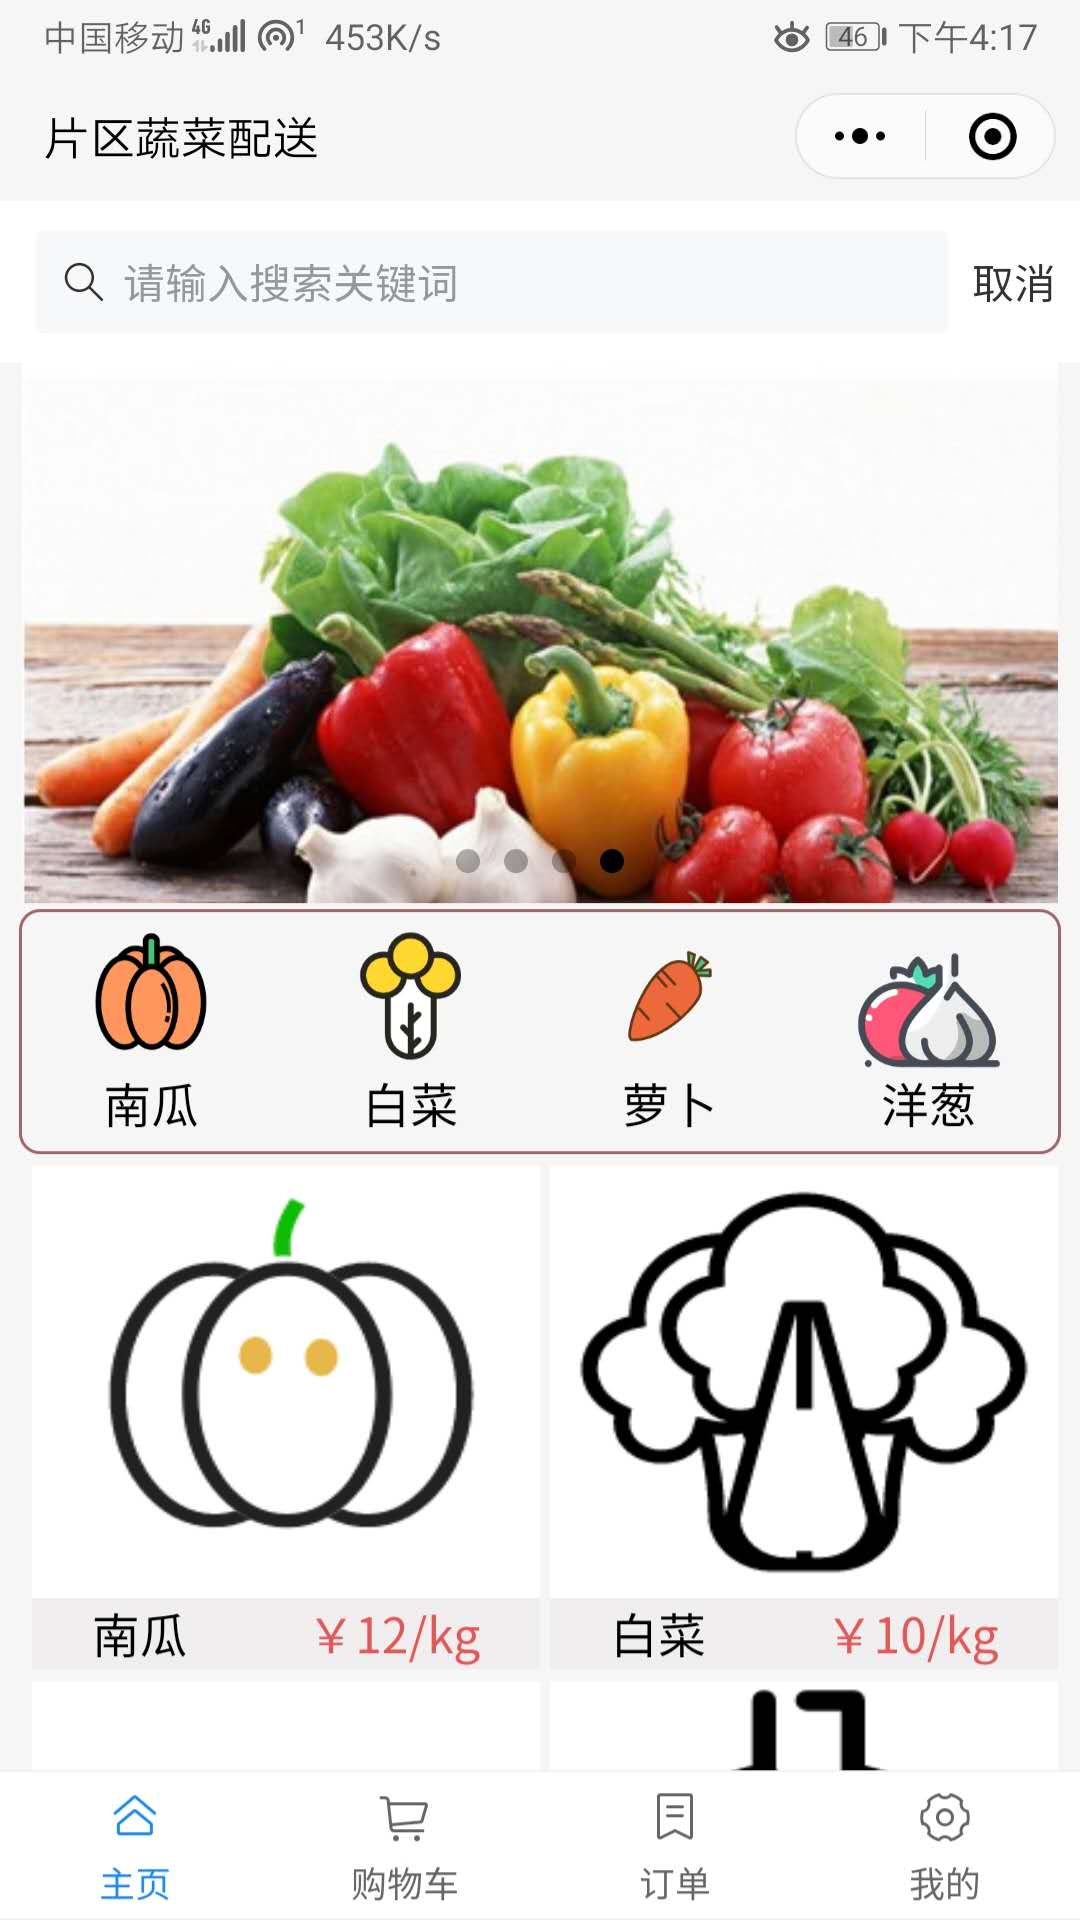 中国移动 4G 1 453K/s 46 下午4:17
片区蔬菜配送
请输入搜索关键词 取消
南瓜 白菜 萝卜 洋葱
南瓜 ¥12/kg 白菜 ¥10/kg
主页 购物车 订单 我的